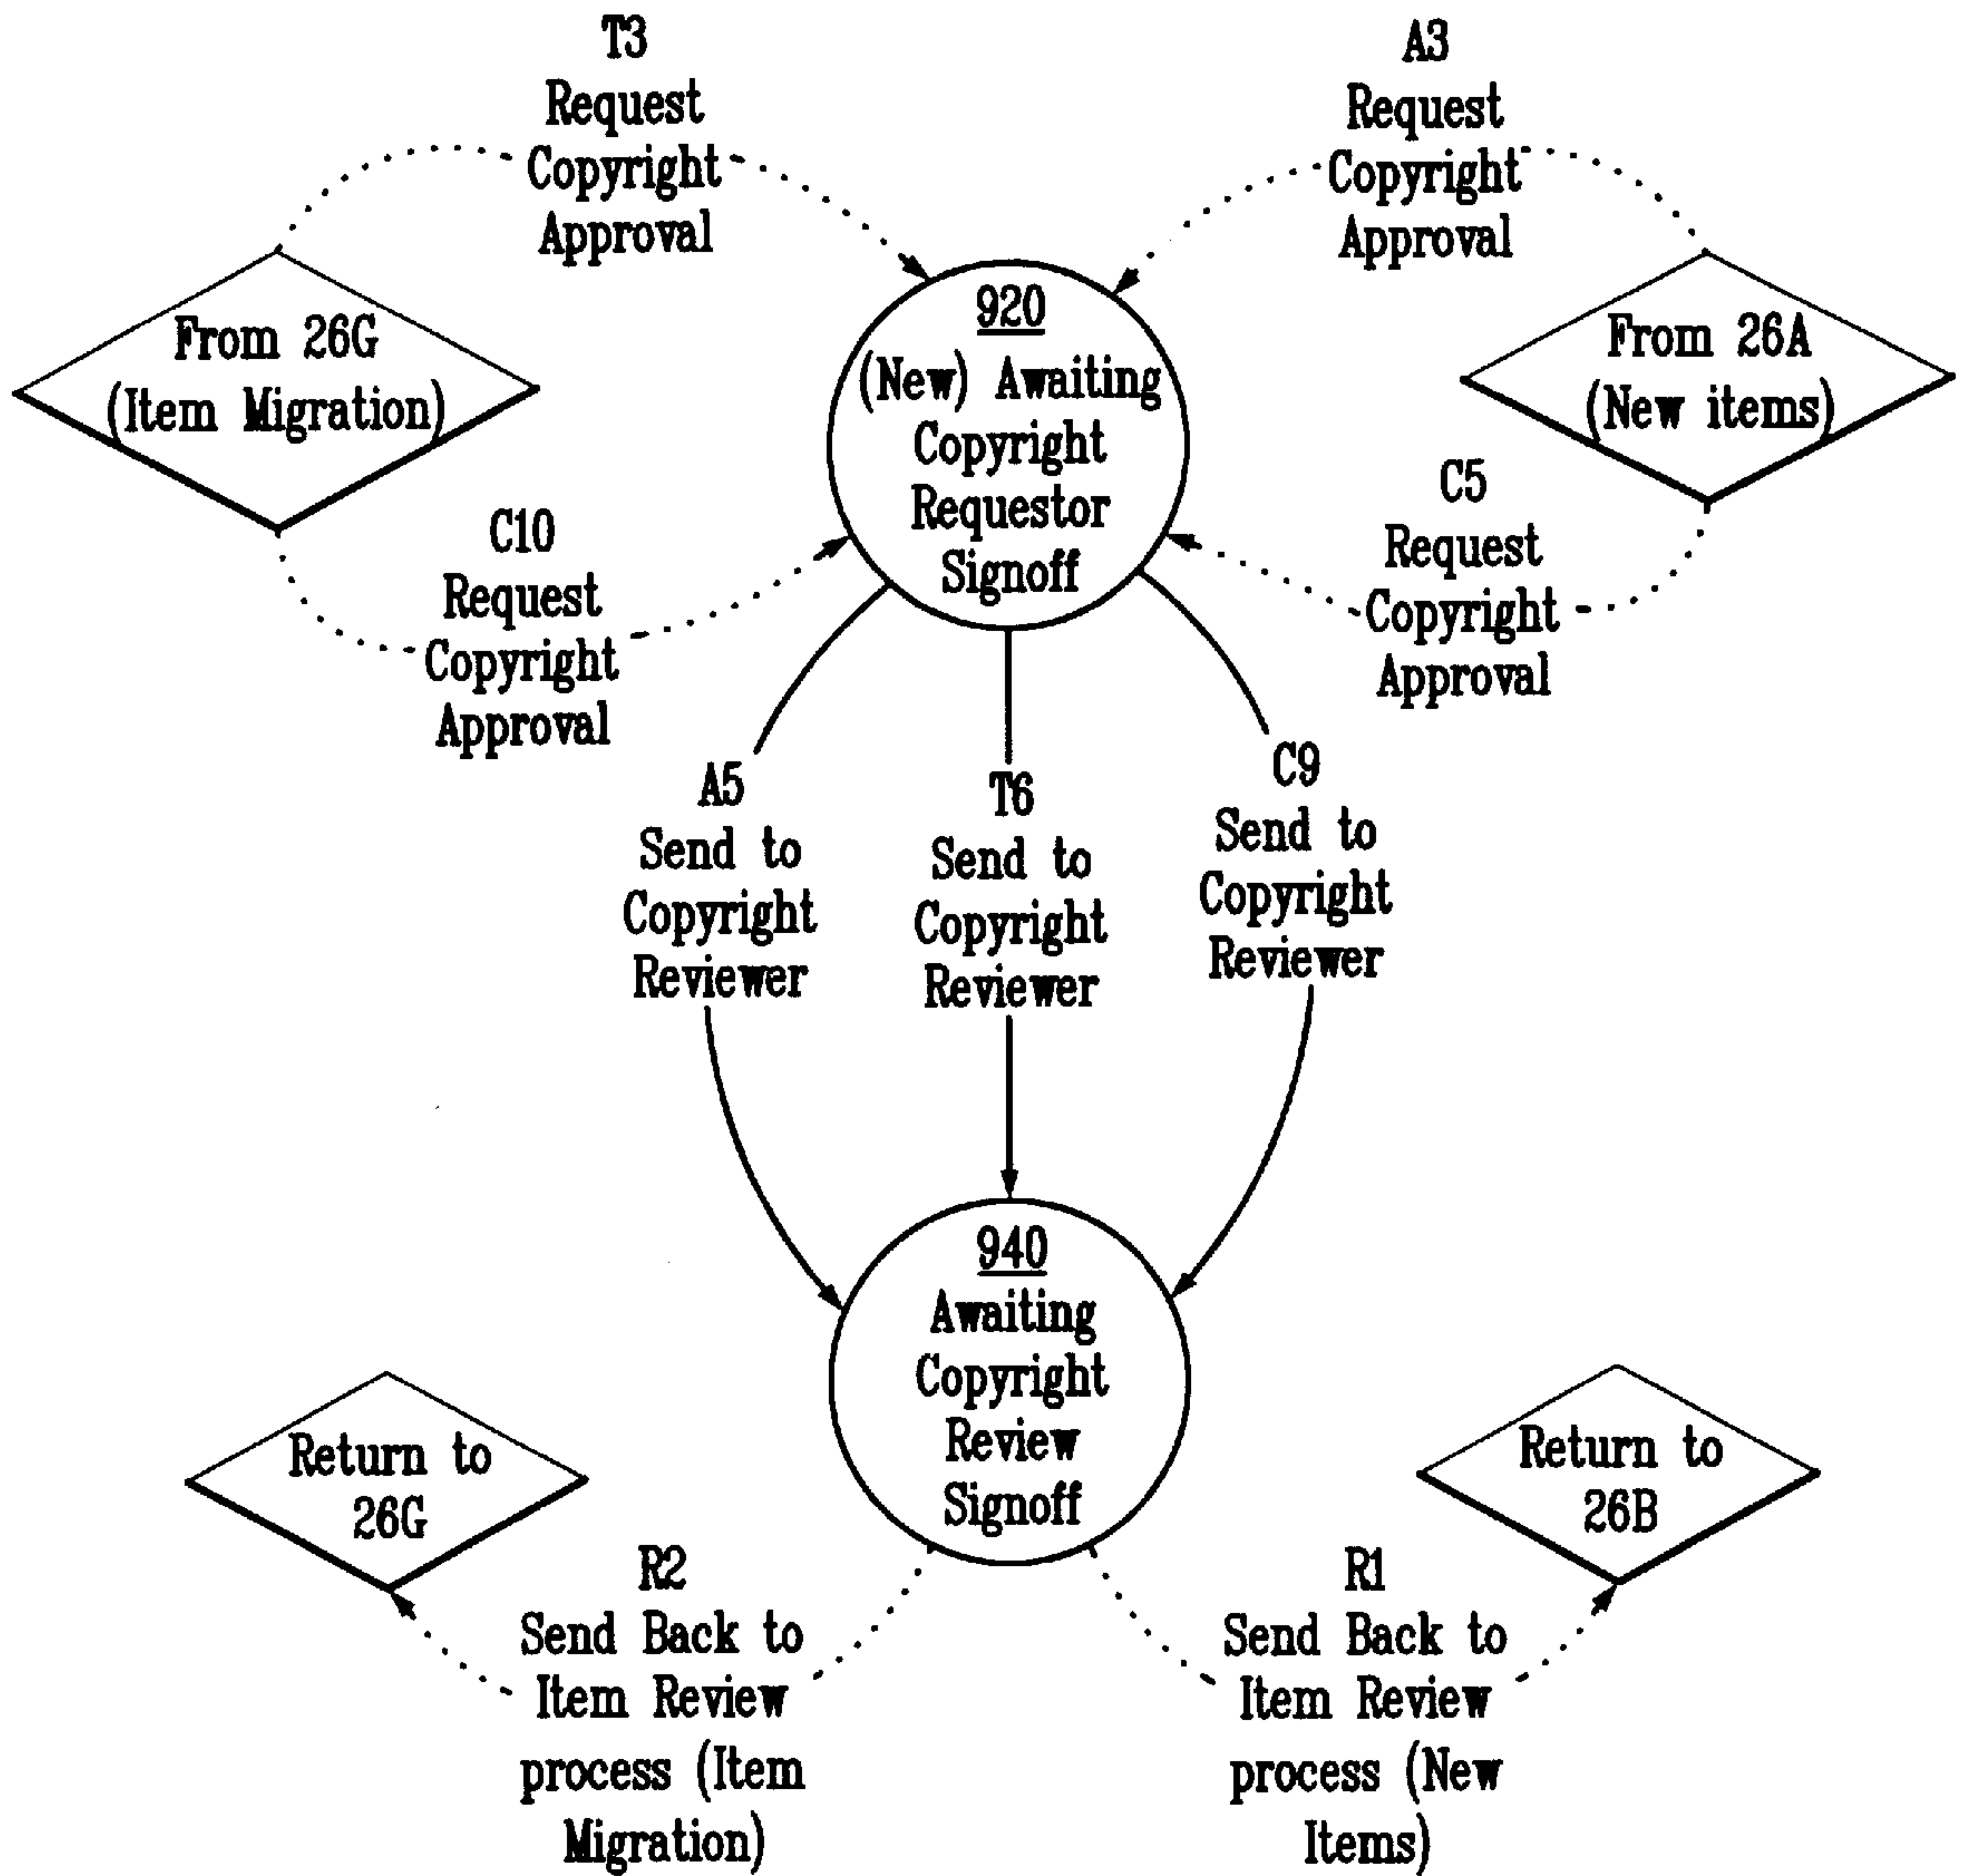 T3
Request
Copyright
Approval
A3
Request
Copyright
Approval
From 26G
(Item Migration)
920
(New) Awaiting
Copyright
Requestor
Signoff
From 26A
(New items)
C10
Request
Copyright
Approval
C5
Request
Copyright
Approval
A5
Send to
Copyright
Reviewer
T6
Send to
Copyright
Reviewer
C9
Send to
Copyright
Reviewer
940
Awaiting
Copyright
Review
Signoff
Return to
26G
Return to
26B
R2
Send Back to
Item Review
process (Item
Migration)
R1
Send Back to
Item Review
process (New
Items)